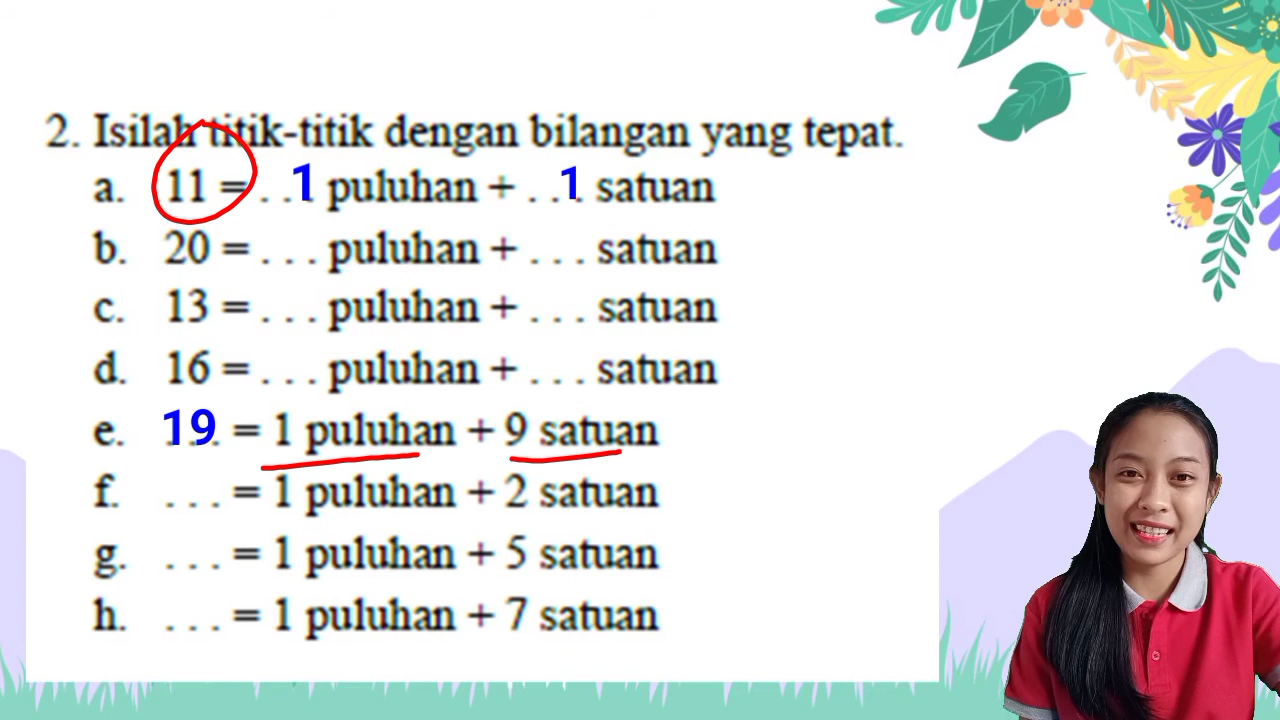 2. Isilah titik-titik dengan bilangan yang tepat.
a. 11 = . .1 puluhan + . .1. satuan
b. 20 = . . . puluhan + . . . satuan
c. 13 = . . . puluhan + . . . satuan
d. 16 = . . . puluhan + . . . satuan
e. 19 = 1 puluhan + 9 satuan
f. . . . = 1 puluhan + 2 satuan
g. . . . = 1 puluhan + 5 satuan
h. . . . = 1 puluhan + 7 satuan